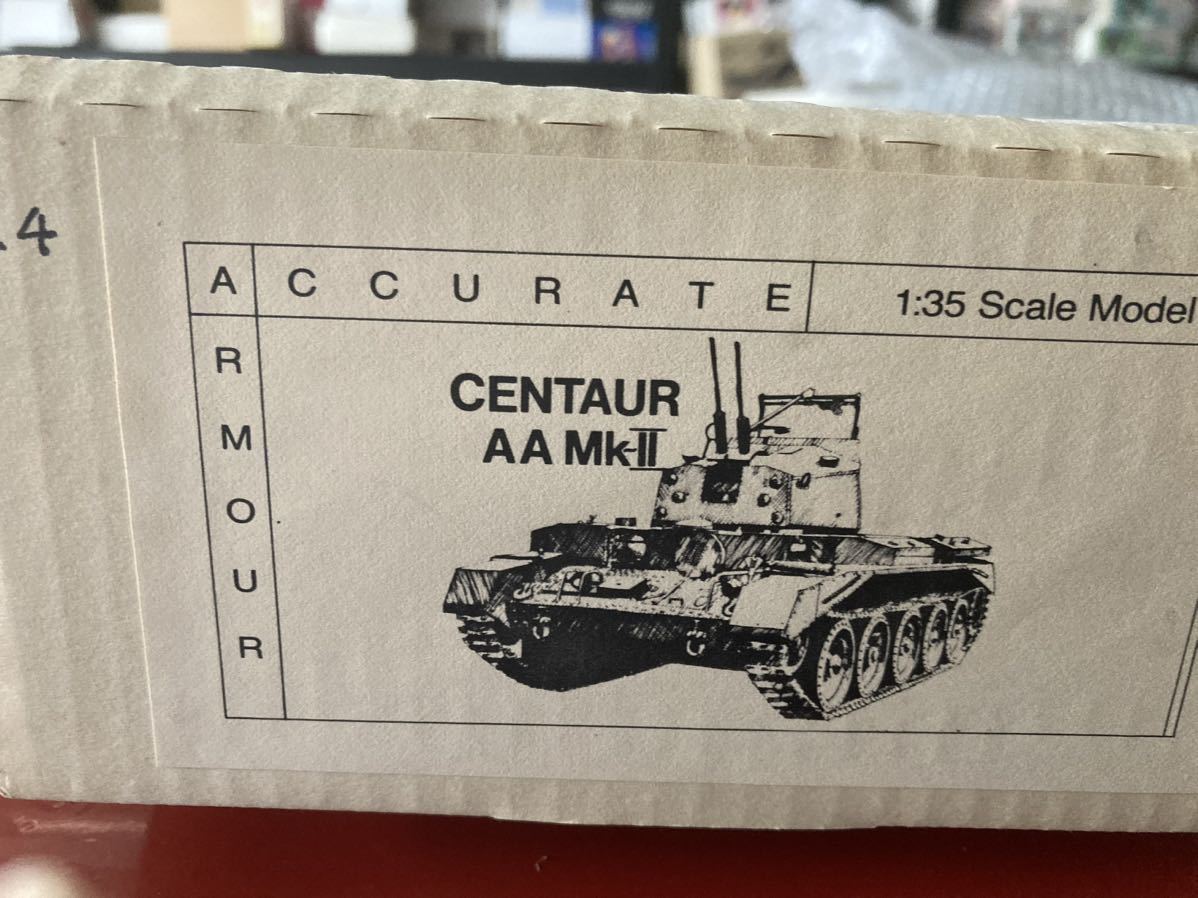 .4
ACCURATE 1:35 Scale Model
ARMOUR
CENTAUR
AA Mk-II